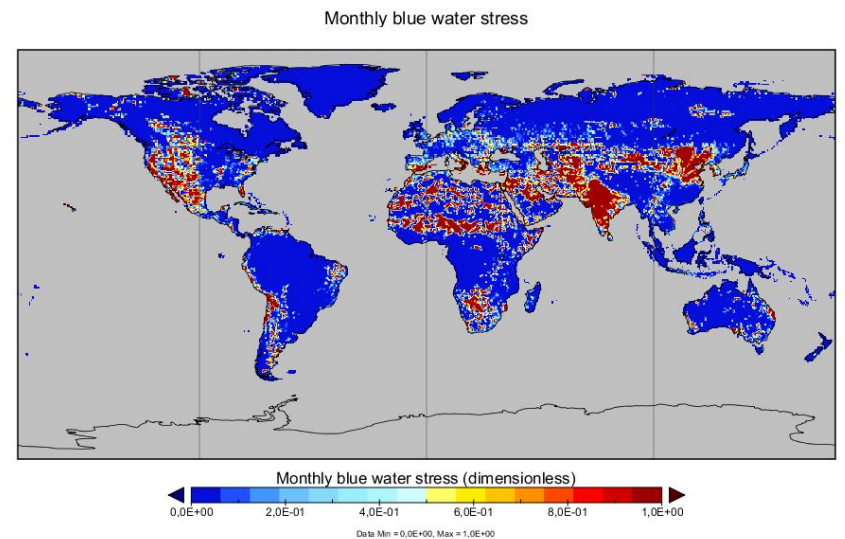 Monthly blue water stress
Monthly blue water stress (dimensionless)
0,0E+00 2,0E-01 4,0E-01 6,0E-01 8,0E-01 1,0E+00
Data Min = 0,0E+00, Max = 1,0E+00